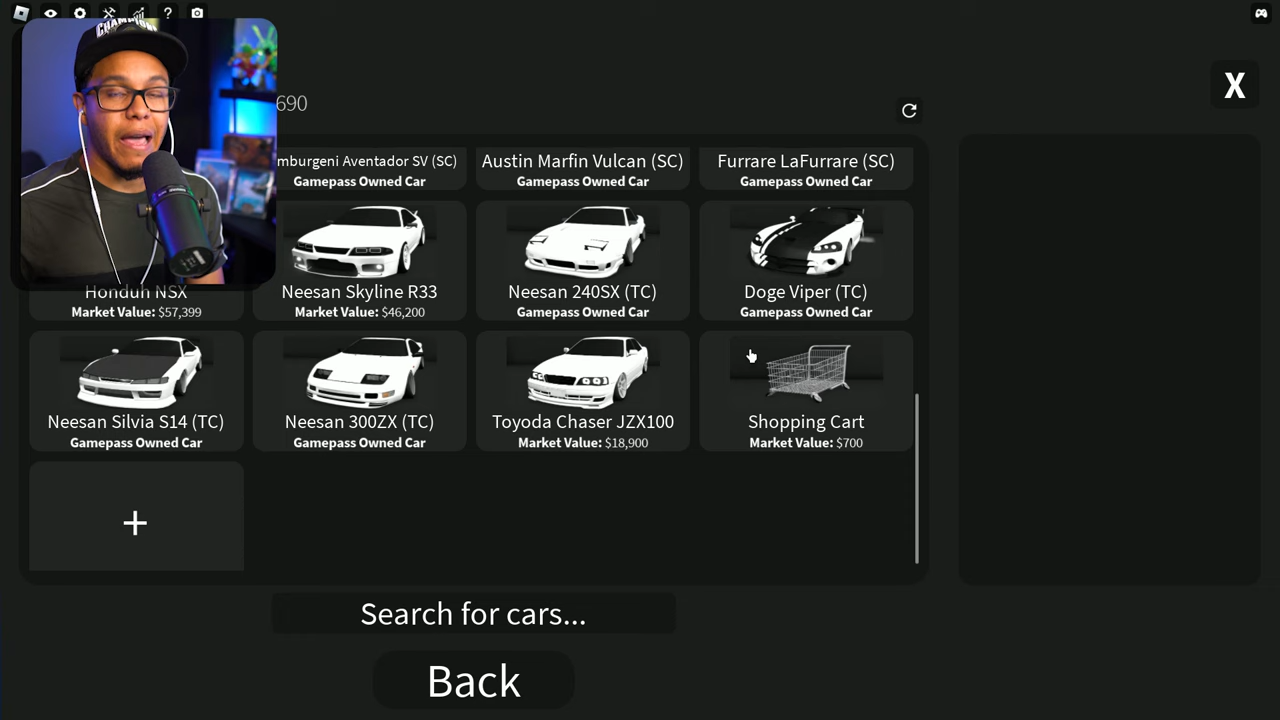 CHAMPION
690
X
Aventador SV (SC)
Gamepass Owned Car
Austin Marfin Vulcan (SC)
Gamepass Owned Car
Furrare LaFurrare (SC)
Gamepass Owned Car
Hondun NSX
Market Value: $57,399
Neesan Skyline R33
Market Value: $46,200
Neesan 240SX (TC)
Gamepass Owned Car
Doge Viper (TC)
Gamepass Owned Car
Neesan Silvia S14 (TC)
Gamepass Owned Car
Neesan 300ZX (TC)
Gamepass Owned Car
Toyoda Chaser JZX100
Market Value: $18,900
Shopping Cart
Market Value: $700
+
Search for cars...
Back